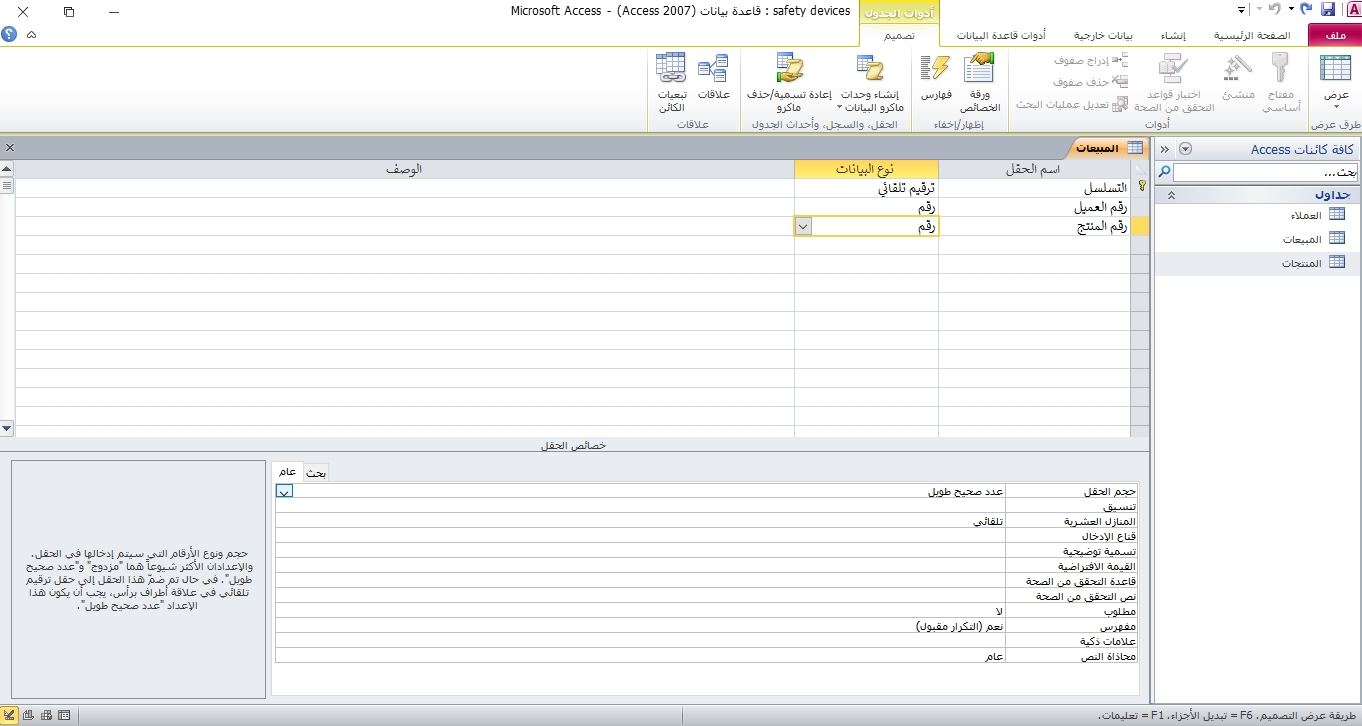 أدوات الجدول
safety devices : قاعدة بيانات (Access 2007) - Microsoft Access
ملف
الصفحة الرئيسية
إنشاء
بيانات خارجية
أدوات قاعدة البيانات
تصميم
عرض
طرق عرض
مفتاح أساسي
منشئ
اختبار قواعد التحقق من الصحة
إدراج صفوف
حذف صفوف
تعديل عمليات البحث
أدوات
ورقة الخصائص
فهارس
إظهار/إخفاء
إنشاء وحدات ماكرو البيانات
إعادة تسمية/حذف ماكرو
الحقل، والسجل، وأحداث الجدول
علاقات
تبعيات الكائن
علاقات
كافة كائنات Access
بحث...
جداول
العملاء
المبيعات
المنتجات
المبيعات
اسم الحقل
نوع البيانات
الوصف
التسلسل
ترقيم تلقائي
رقم العميل
رقم
رقم المنتج
رقم
خصائص الحقل
عام
بحث
حجم الحقل
عدد صحيح طويل
تنسيق
المنازل العشرية
تلقائي
قناع الإدخال
تسمية توضيحية
القيمة الافتراضية
قاعدة التحقق من الصحة
نص التحقق من الصحة
مطلوب
لا
مفهرس
نعم (التكرار مقبول)
علامات ذكية
محاذاة النص
عام
حجم ونوع الأرقام التي سيتم إدخالها في الحقل.
والإعدادان الأكثر شيوعاً هما "مزدوج" و"عدد صحيح
طويل". في حال تم ضمّ هذا الحقل إلى حقل ترقيم
تلقائي في علاقة أطراف برأس، يجب أن يكون هذا
الإعداد "عدد صحيح طويل".
طريقة عرض التصميم. F6 = تبديل الأجزاء. F1 = تعليمات.